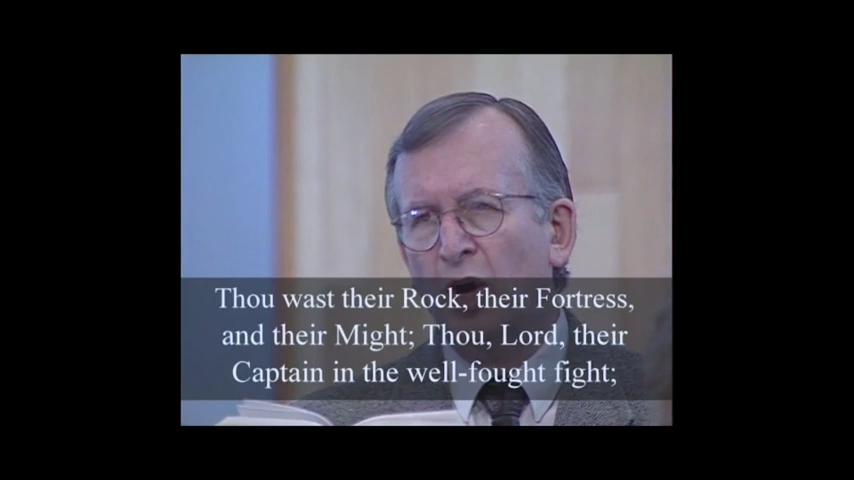 Thou wast their Rock, their Fortress,
and their Might; Thou, Lord, their
Captain in the well-fought fight;